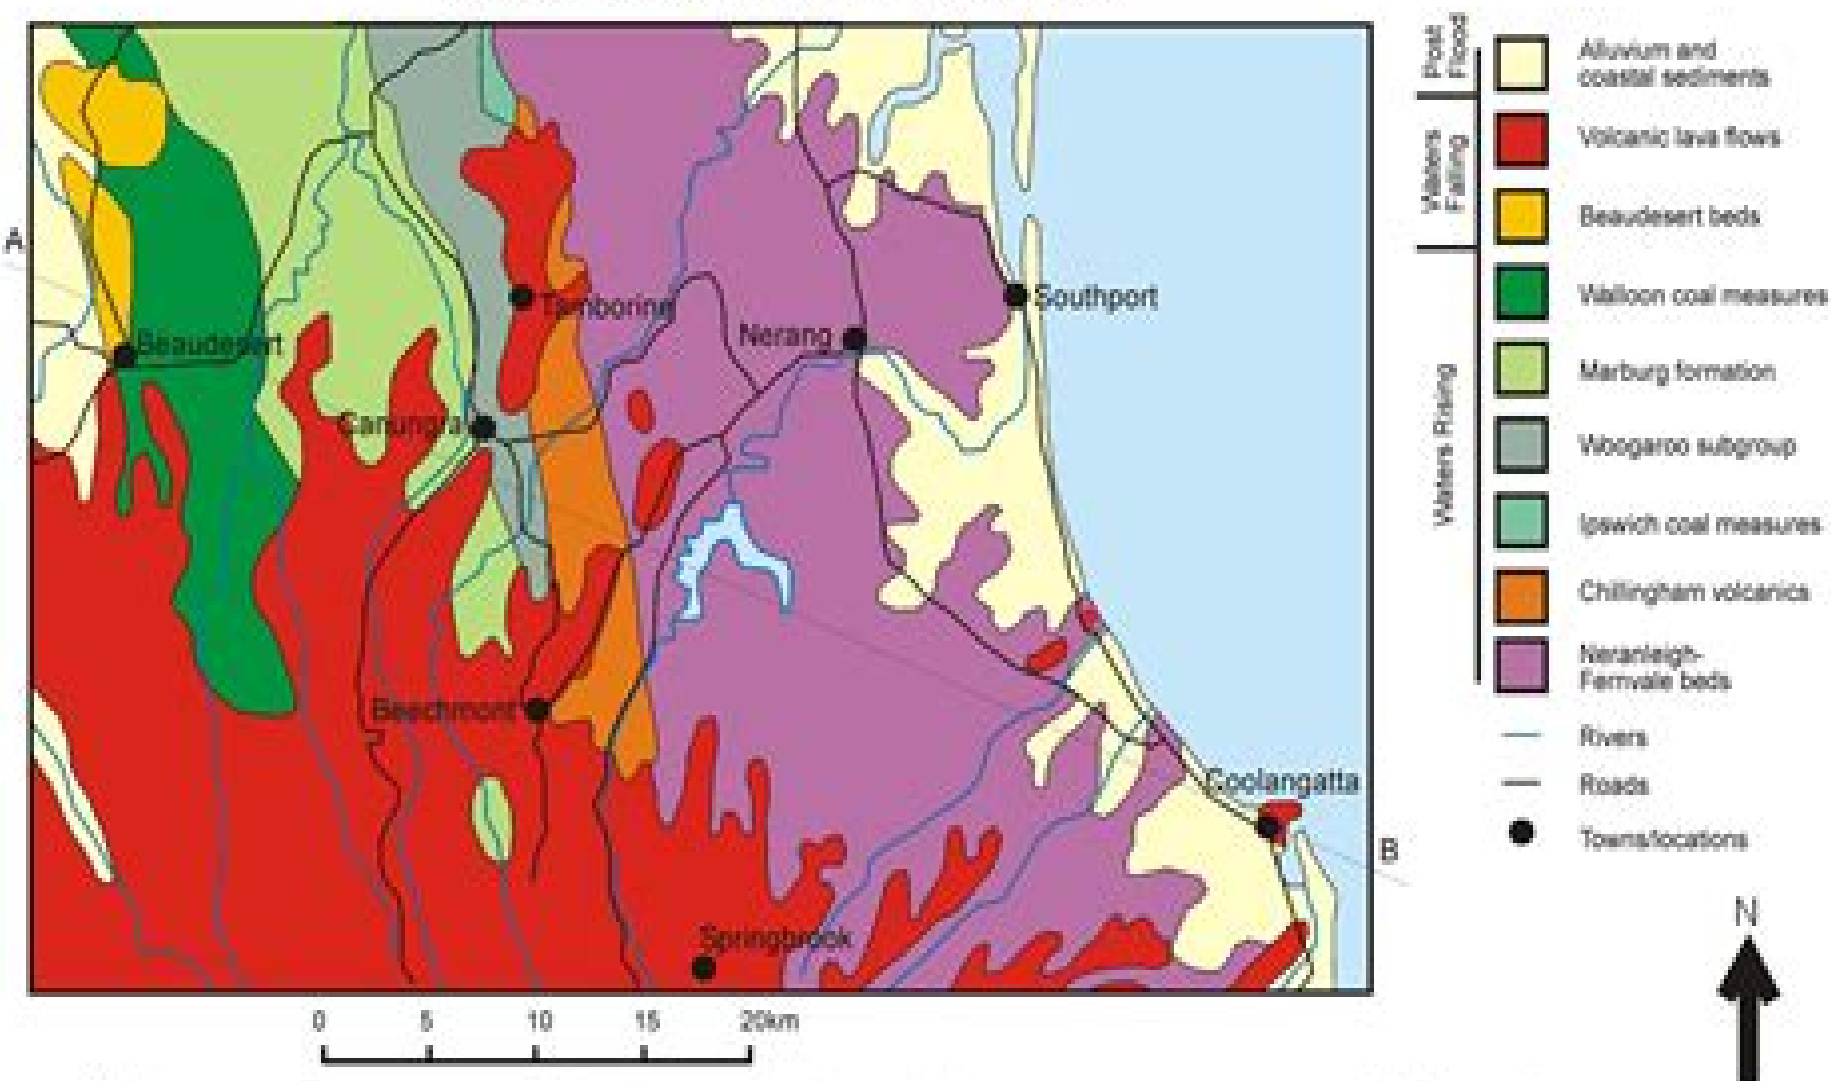 A
Beaudesert
Canungra
Tamborine
Nerang
Southport
Beechmont
Springbrook
Coolangatta
B
0 5 10 15 20km
Post
Flood
Waters
Falling
Waters Rising
Alluvium and
coastal sediments
Volcanic lava flows
Beaudesert beds
Walloon coal measures
Marburg formation
Woogaroo subgroup
Ipswich coal measures
Chillingham volcanics
Neranleigh-
Fernvale beds
Rivers
Roads
Towns/locations
N